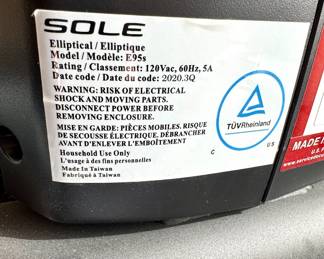 SOLE
Elliptical / Elliptique
Model / Modèle: E95s
Rating / Classement: 120Vac, 60Hz, 5A
Date code / Date du code: 2020.3Q
WARNING: RISK OF ELECTRICAL
SHOCK AND MOVING PARTS.
DISCONNECT POWER BEFORE
REMOVING ENCLOSURE.
MISE EN GARDE: PIÈCES MOBILES. RISQUE
DE SECOUSSE ÉLECTRIQUE, DÉBRANCHER
AVANT D'ENLEVER L'EMBOÎTEMENT
Household Use Only
L'usage à des fins personnelles
Made In Taiwan
Fabriqué à Taiwan
TÜVRheinland
C US
MADE
U.S.